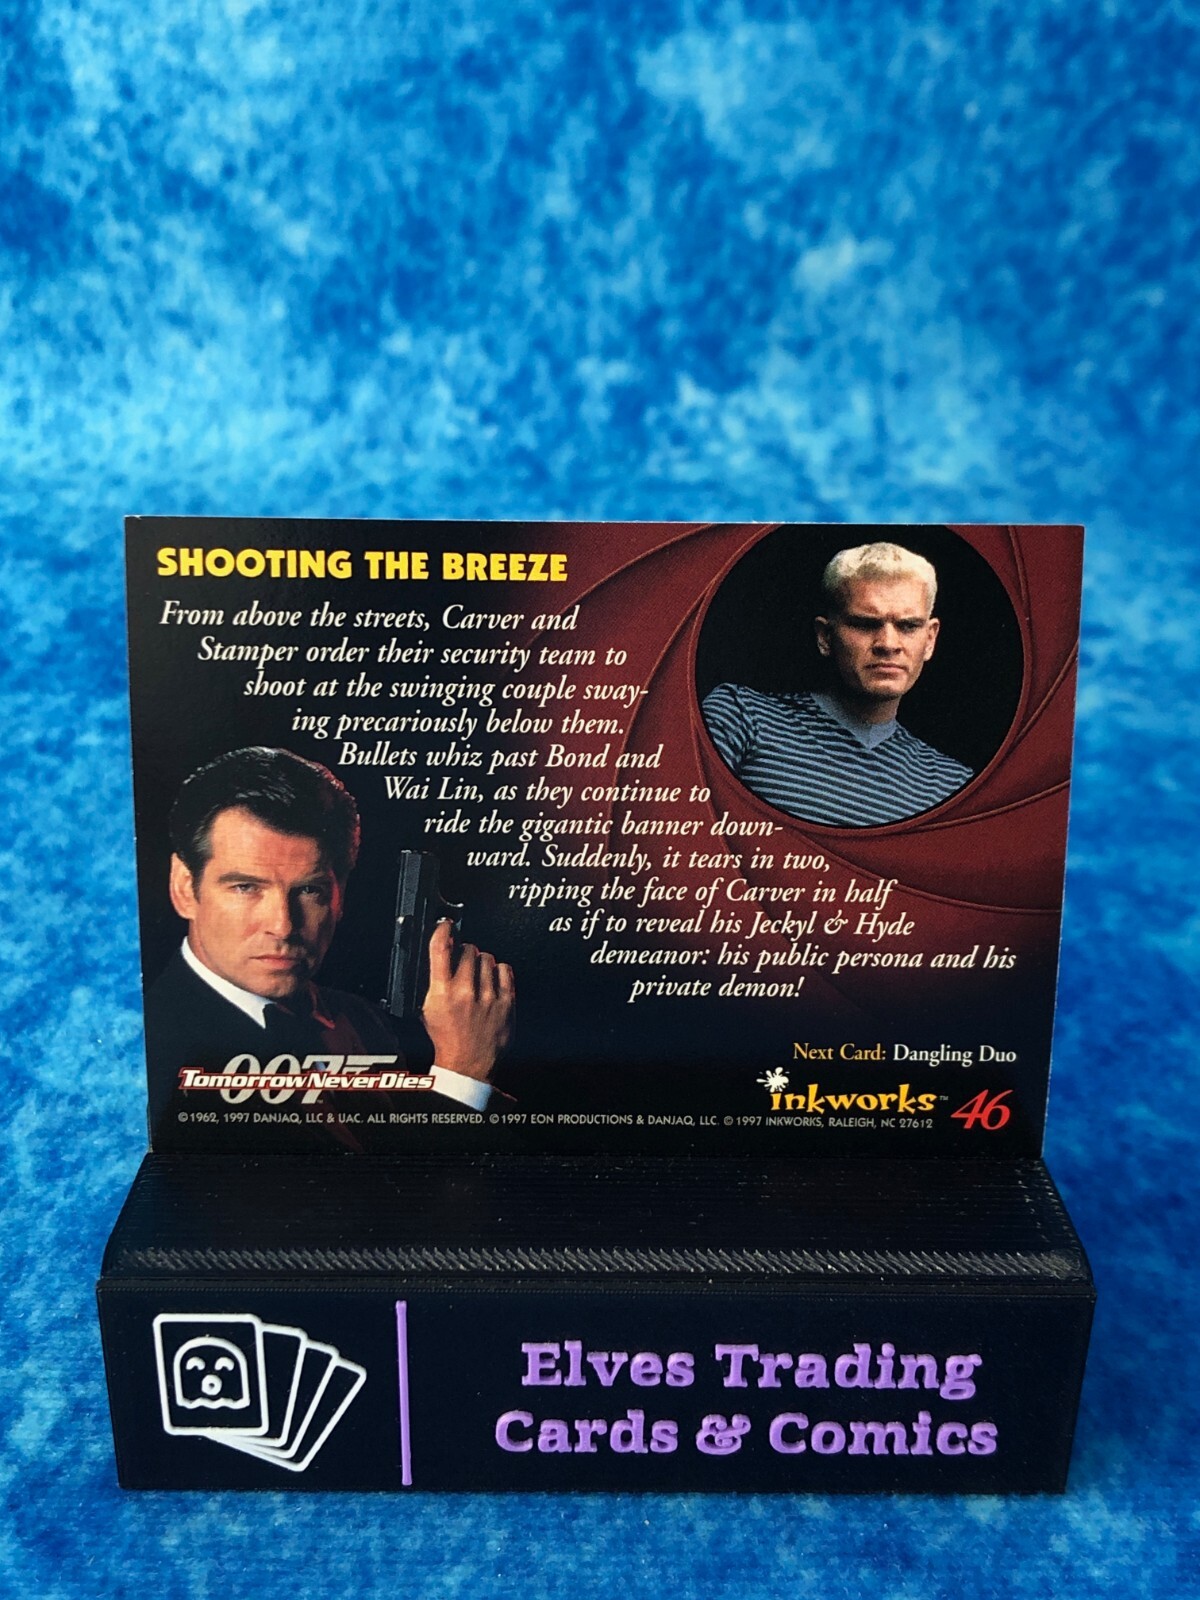 SHOOTING THE BREEZE
From above the streets, Carver and
Stamper order their security team to
shoot at the swinging couple sway-
ing precariously below them.
Bullets whiz past Bond and
Wai Lin, as they continue to
ride the gigantic banner down-
ward. Suddenly, it tears in two,
ripping the face of Carver in half
as if to reveal his Jeckyl & Hyde
demeanor: his public persona and his
private demon!
Next Card: Dangling Duo
007
Tomorrow Never Dies
inkworks™ 46
©1962, 1997 DANJAQ, LLC & UAC. ALL RIGHTS RESERVED. ©1997 EON PRODUCTIONS & DANJAQ, LLC. ©1997 INKWORKS, RALEIGH, NC 27612
Elves Trading
Cards & Comics